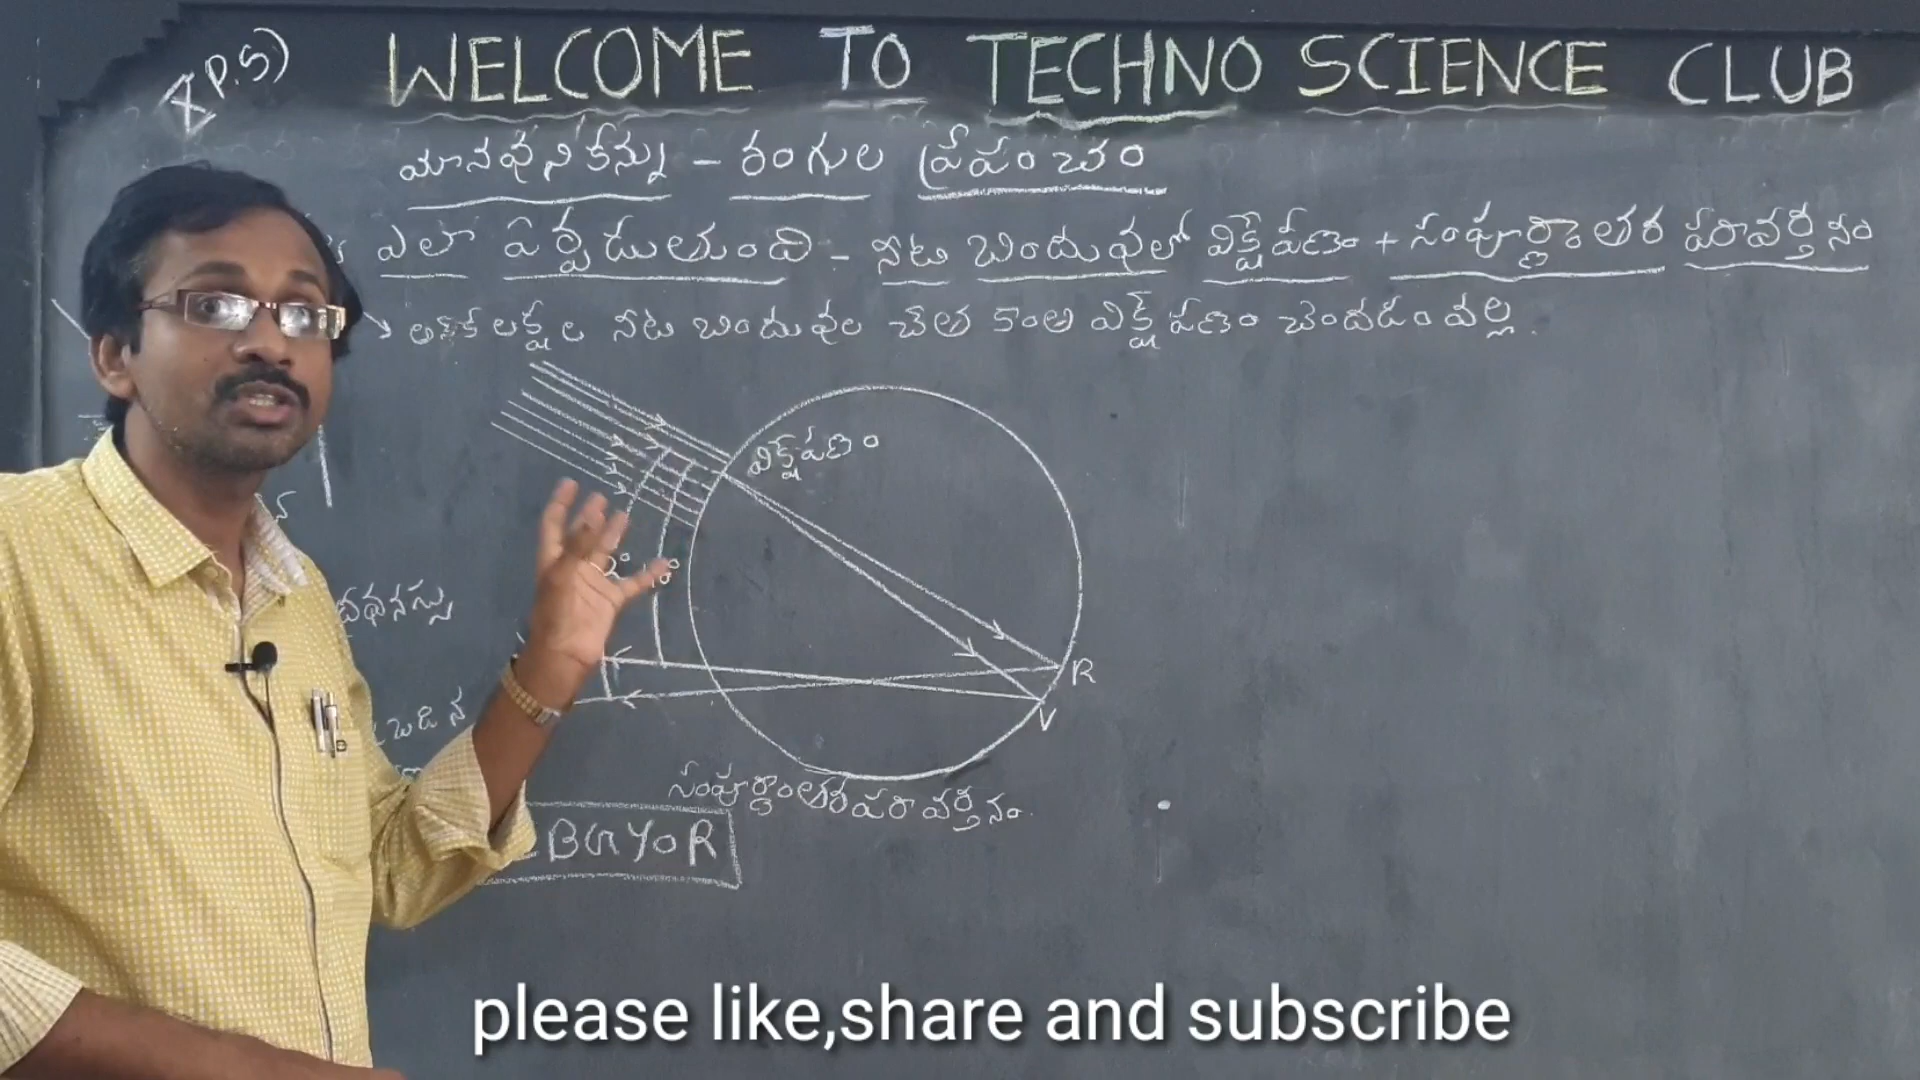 X P.S)
WELCOME TO TECHNO SCIENCE CLUB
మానవుని కన్ను - రంగుల ప్రపంచం
ఎలా ఏర్పడుతుంది - నీటి బిందువులో విక్షేపణం + సంపూర్ణాంతర పరావర్తనం
అనేక లక్షల నీటి బిందువుల చేత కాంతి విక్షేపణం చెందడం వల్ల.
విక్షేపణం
R
V
సంపూర్ణాంతర పరావర్తనం.
BGYOR
please like,share and subscribe